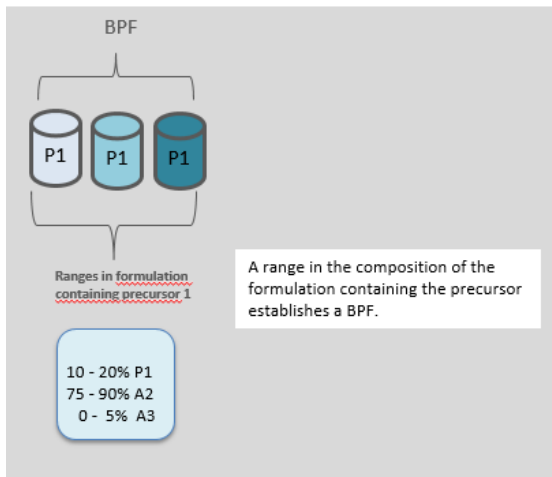 BPF
P1 P1 P1
Ranges in formulation
containing precursor 1
A range in the composition of the
formulation containing the precursor
establishes a BPF.
10 - 20% P1
75 - 90% A2
0 - 5% A3